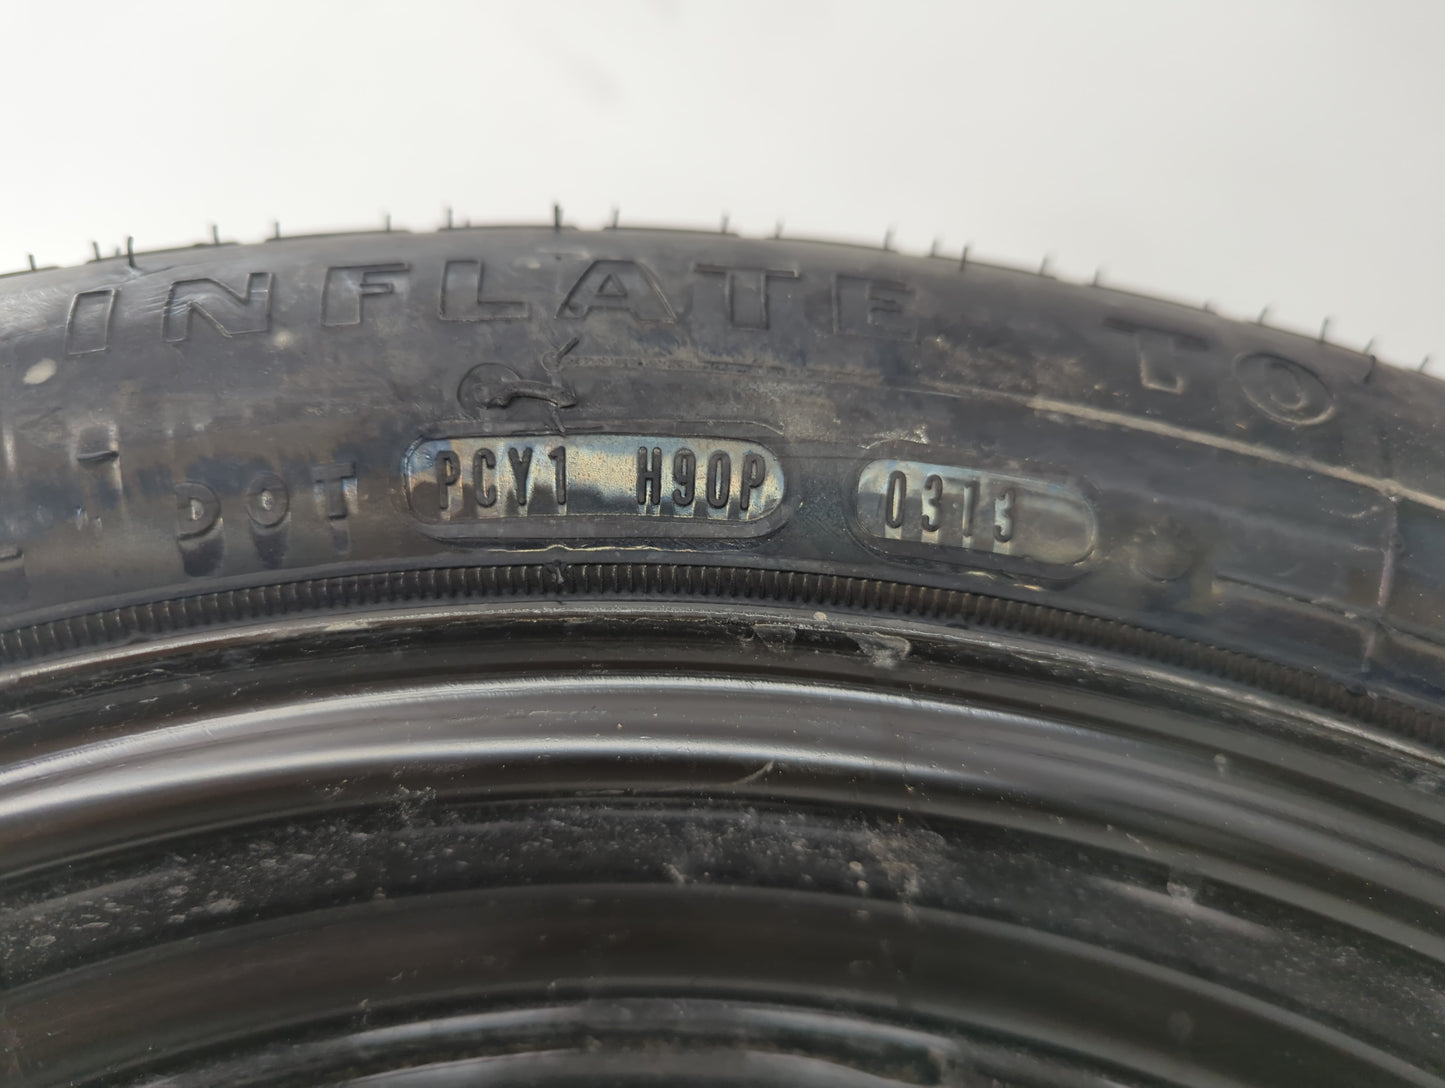 INFLATE TO
DOT PCY1 H90P 0313